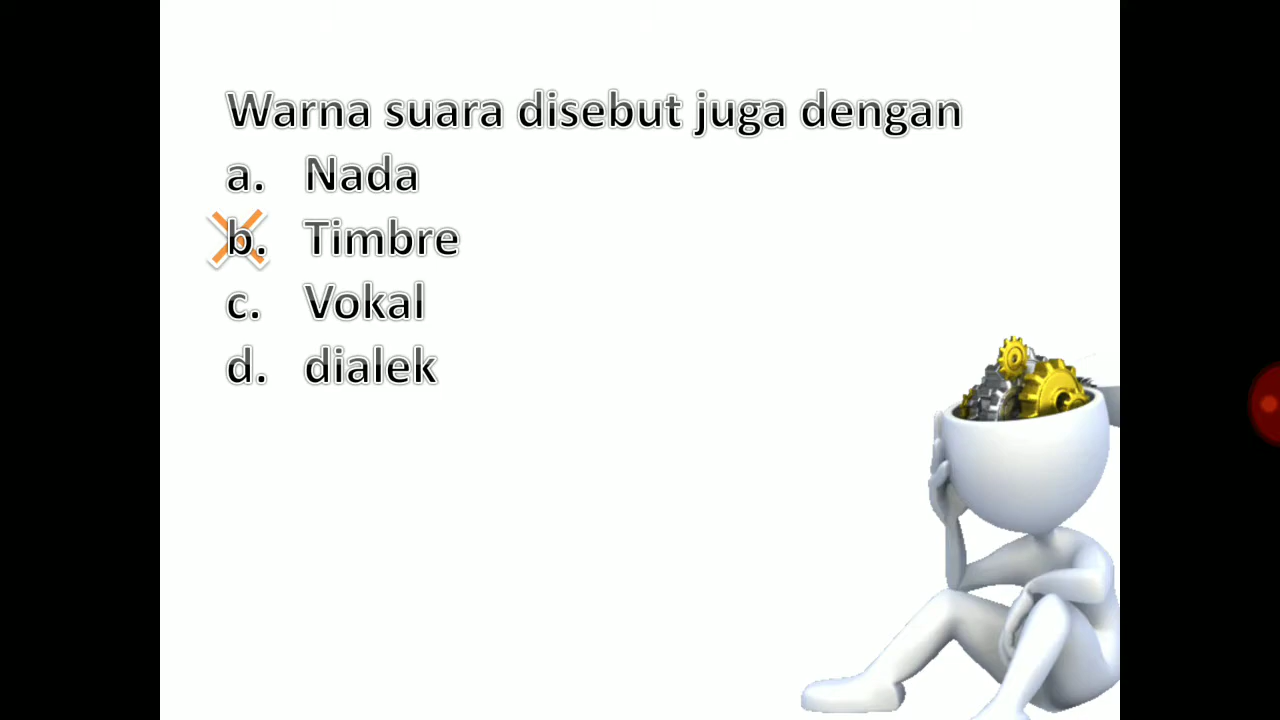 Warna suara disebut juga dengan
a. Nada
b. Timbre
c. Vokal
d. dialek